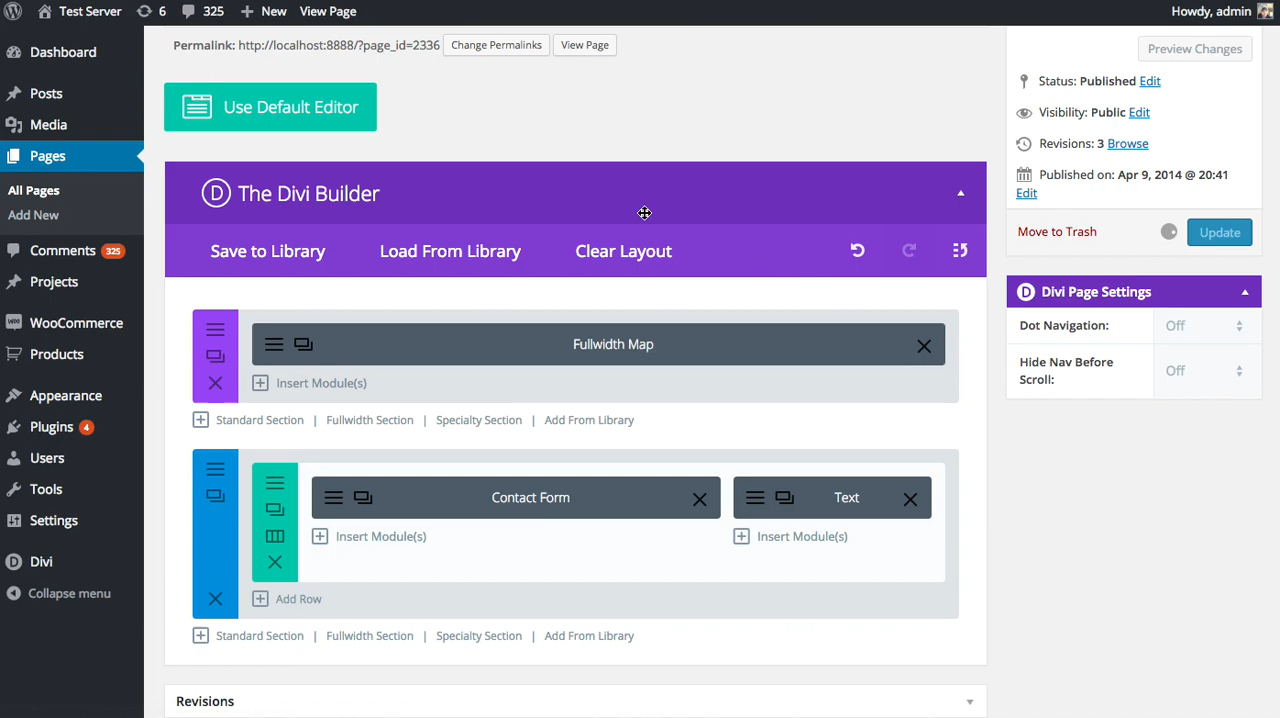 Test Server 6 325 New View Page Howdy, admin
Dashboard
Posts
Media
Pages
All Pages
Add New
Comments 325
Projects
WooCommerce
Products
Appearance
Plugins 4
Users
Tools
Settings
Divi
Collapse menu
Permalink: http://localhost:8888/?page_id=2336 Change Permalinks View Page
Use Default Editor
D The Divi Builder
Save to Library Load From Library Clear Layout
Fullwidth Map
Insert Module(s)
Standard Section | Fullwidth Section | Specialty Section | Add From Library
Contact Form Text
Insert Module(s) Insert Module(s)
Add Row
Standard Section | Fullwidth Section | Specialty Section | Add From Library
Revisions
Preview Changes
Status: Published Edit
Visibility: Public Edit
Revisions: 3 Browse
Published on: Apr 9, 2014 @ 20:41
Edit
Move to Trash Update
D Divi Page Settings
Dot Navigation: Off
Hide Nav Before
Scroll: Off